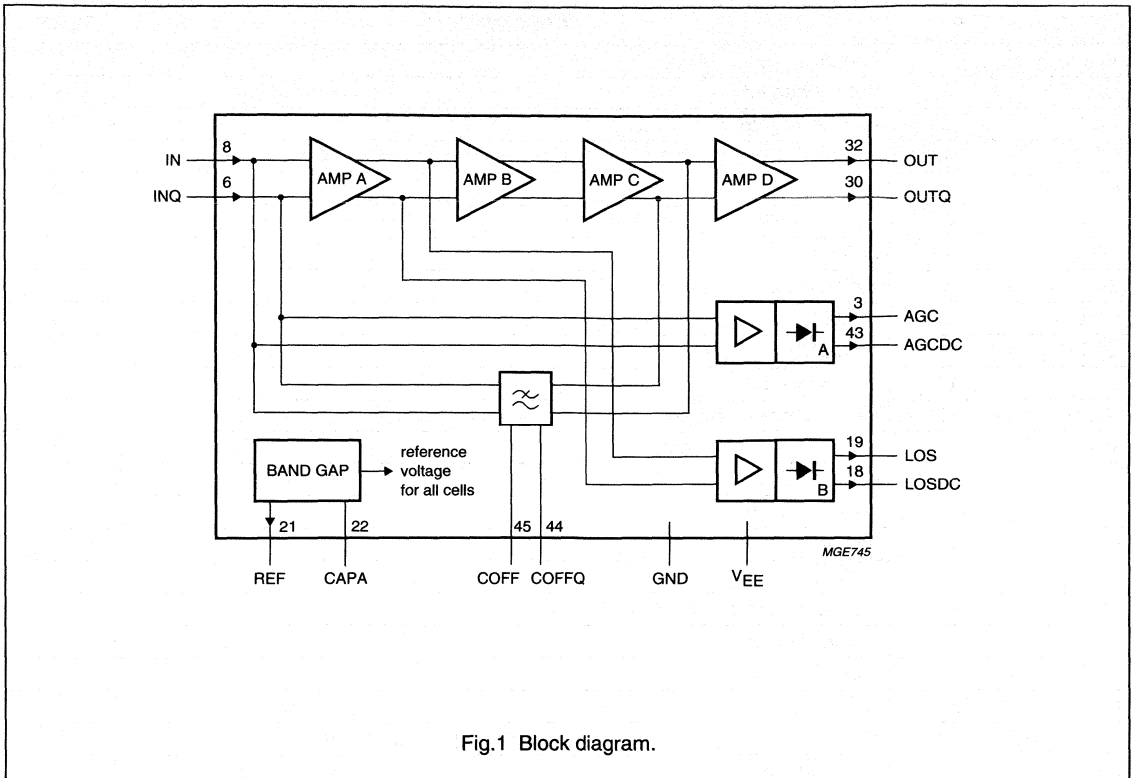 8
IN
AMP A
AMP B
AMP C
AMP D
32
OUT
6
INQ
30
OUTQ
3
AGC
43
AGCDC
A
BAND GAP
reference
voltage
for all cells
19
LOS
18
LOSDC
B
21
22
45
44
MGE745
REF
CAPA
COFF
COFFQ
GND
VEE
Fig.1 Block diagram.